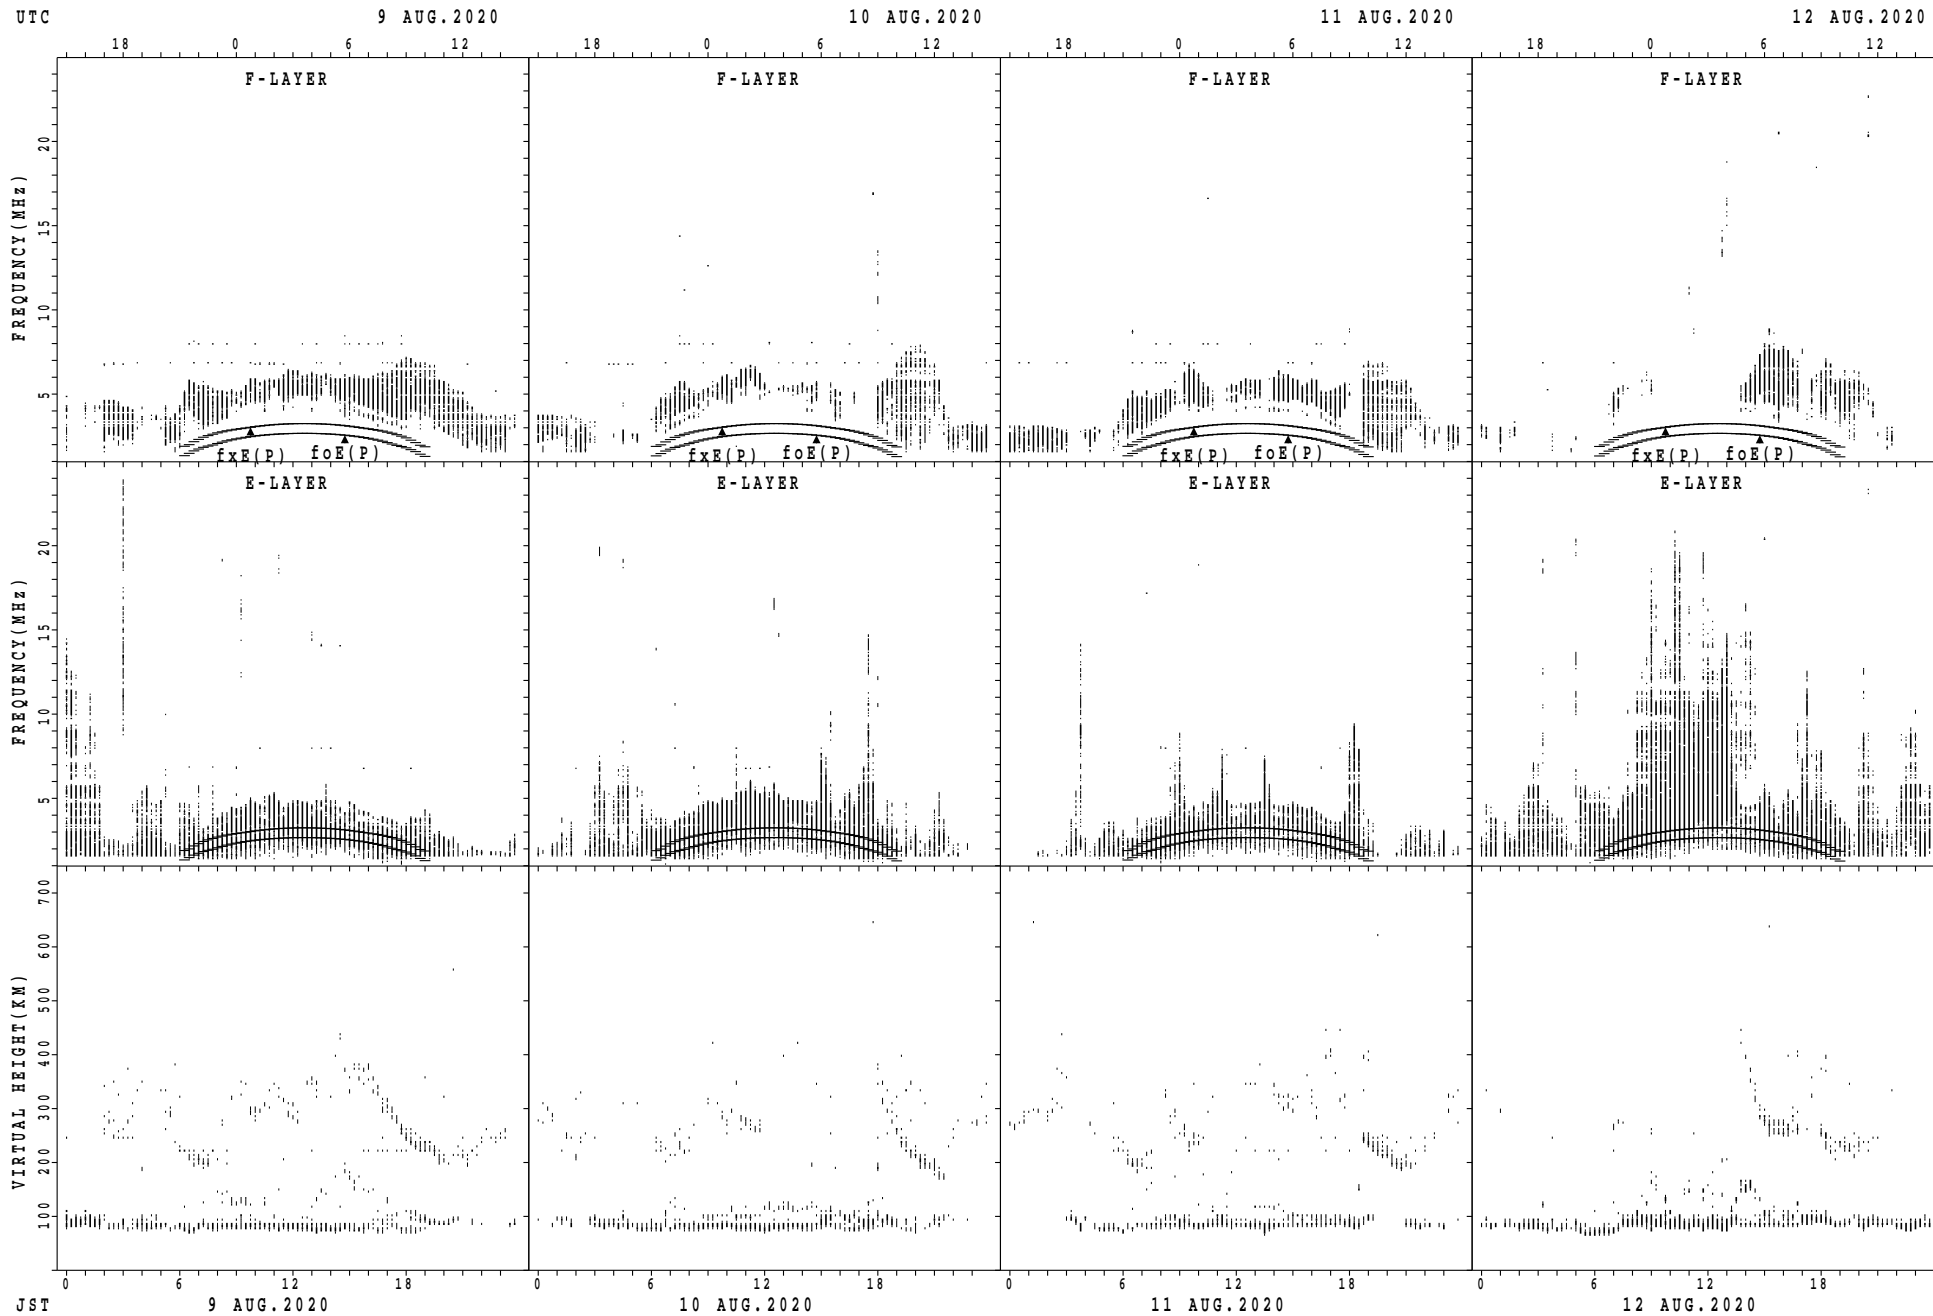 UTC 9 AUG.2020 10 AUG.2020 11 AUG.2020 12 AUG.2020
18 0 6 12 18 0 6 12 18 0 6 12 18 0 6 12
F-LAYER F-LAYER F-LAYER F-LAYER
FREQUENCY(MHz)
20
15
10
5
fxE(P) foE(P) fxE(P) foE(P) fxE(P) foE(P) fxE(P) foE(P)
E-LAYER E-LAYER E-LAYER E-LAYER
FREQUENCY(MHz)
20
15
10
5
VIRTUAL HEIGHT(KM)
700
600
500
400
300
200
100
0 6 12 18 0 6 12 18 0 6 12 18 0 6 12 18
JST 9 AUG.2020 10 AUG.2020 11 AUG.2020 12 AUG.2020